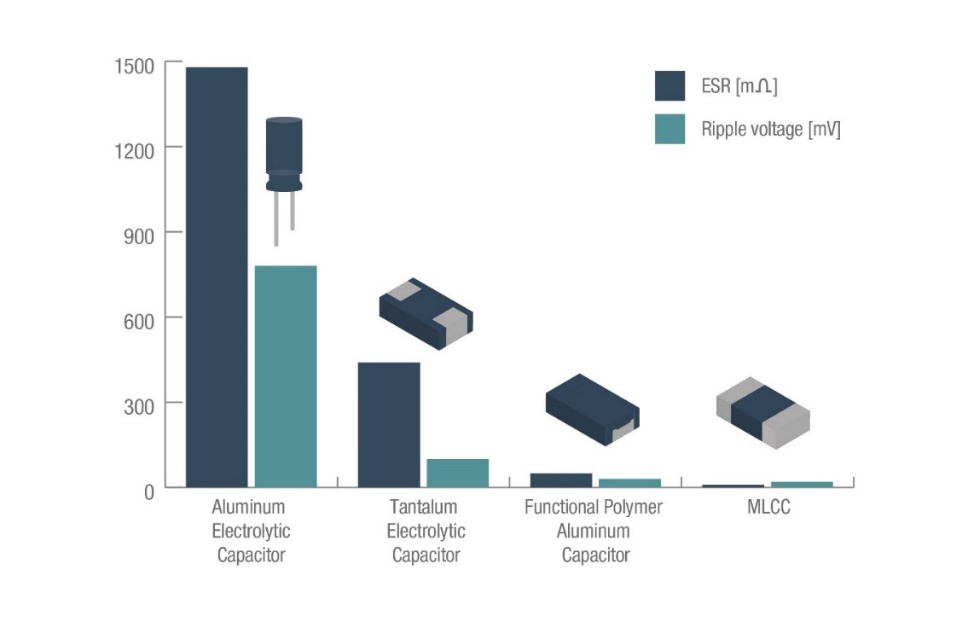 1500
1200
900
600
300
0
ESR [mΩ]
Ripple voltage [mV]
Aluminum
Electrolytic
Capacitor
Tantalum
Electrolytic
Capacitor
Functional Polymer
Aluminum
Capacitor
MLCC